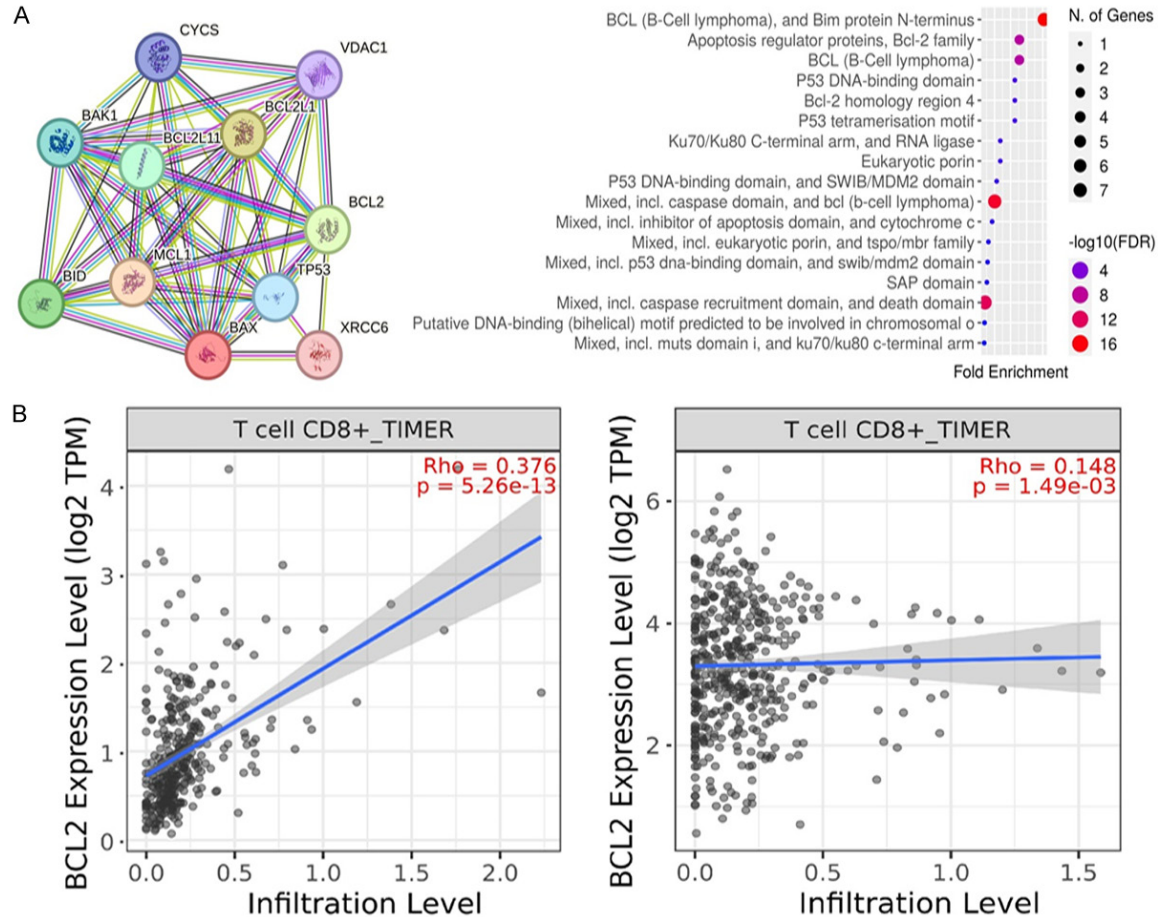 A
CYCS
VDAC1
BCL2L1
BAK1
BCL2L11
BCL2
MCL1
TP53
BID
BAX
XRCC6
BCL (B-Cell lymphoma), and Bim protein N-terminus
Apoptosis regulator proteins, Bcl-2 family
BCL (B-Cell lymphoma)
P53 DNA-binding domain
Bcl-2 homology region 4
P53 tetramerisation motif
Ku70/Ku80 C-terminal arm, and RNA ligase
Eukaryotic porin
P53 DNA-binding domain, and SWIB/MDM2 domain
Mixed, incl. caspase domain, and bcl (b-cell lymphoma)
Mixed, incl. inhibitor of apoptosis domain, and cytochrome c
Mixed, incl. eukaryotic porin, and tspo/mbr family
Mixed, incl. p53 dna-binding domain, and swib/mdm2 domain
SAP domain
Mixed, incl. caspase recruitment domain, and death domain
Putative DNA-binding (bihelical) motif predicted to be involved in chromosomal o
Mixed, incl. muts domain i, and ku70/ku80 c-terminal arm
Fold Enrichment
N. of Genes
1
2
3
4
5
6
7
-log10(FDR)
4
8
12
16
B
T cell CD8+_TIMER
Rho = 0.376
p = 5.26e-13
BCL2 Expression Level (log2 TPM)
4
3
2
1
0
0.0 0.5 1.0 1.5 2.0
Infiltration Level
T cell CD8+_TIMER
Rho = 0.148
p = 1.49e-03
BCL2 Expression Level (log2 TPM)
6
4
2
0.0 0.5 1.0 1.5
Infiltration Level